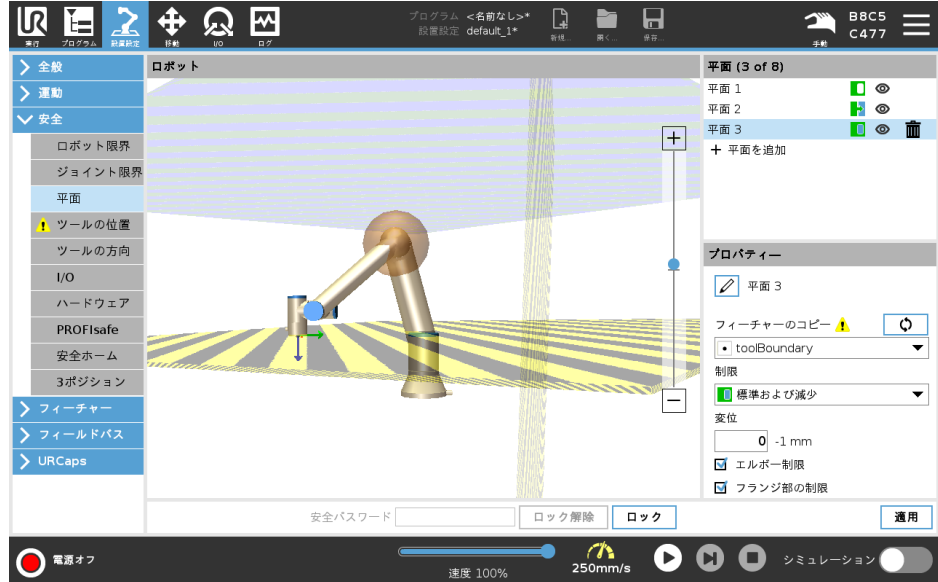 プログラム <名前なし>*
設置設定 default_1*
B8C5
C477
実行
プログラム
設置設定
移動
I/O
ログ
新規...
開く...
保存...
手動
全般
運動
安全
ロボット限界
ジョイント限界
平面
ツールの位置
ツールの方向
I/O
ハードウェア
PROFIsafe
安全ホーム
3ポジション
フィーチャー
フィールドバス
URCaps
ロボット
平面 (3 of 8)
平面 1
平面 2
平面 3
平面を追加
プロパティー
平面 3
フィーチャーのコピー
toolBoundary
制限
標準および減少
変位
0 -1 mm
エルボー制限
フランジ部の制限
安全パスワード
ロック解除
ロック
適用
電源オフ
速度 100%
250mm/s
シミュレーション